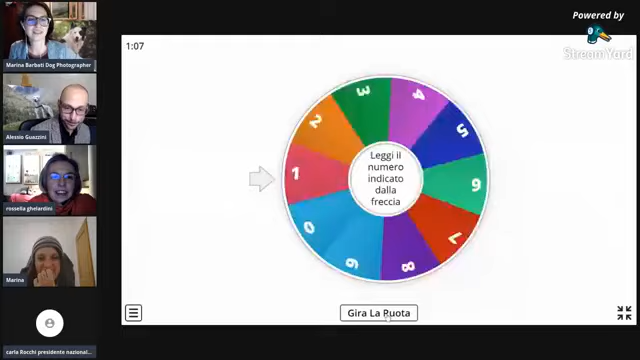 Powered by
StreamYard
Marina Barbati Dog Photographer
Alessio Guazzini
rossella ghelardini
Marina
carla Rocchi presidente nazional...
1:07
3
4
2
5
1
6
0
7
9
8
Leggi il
numero
indicato
dalla
freccia
Gira La Ruota